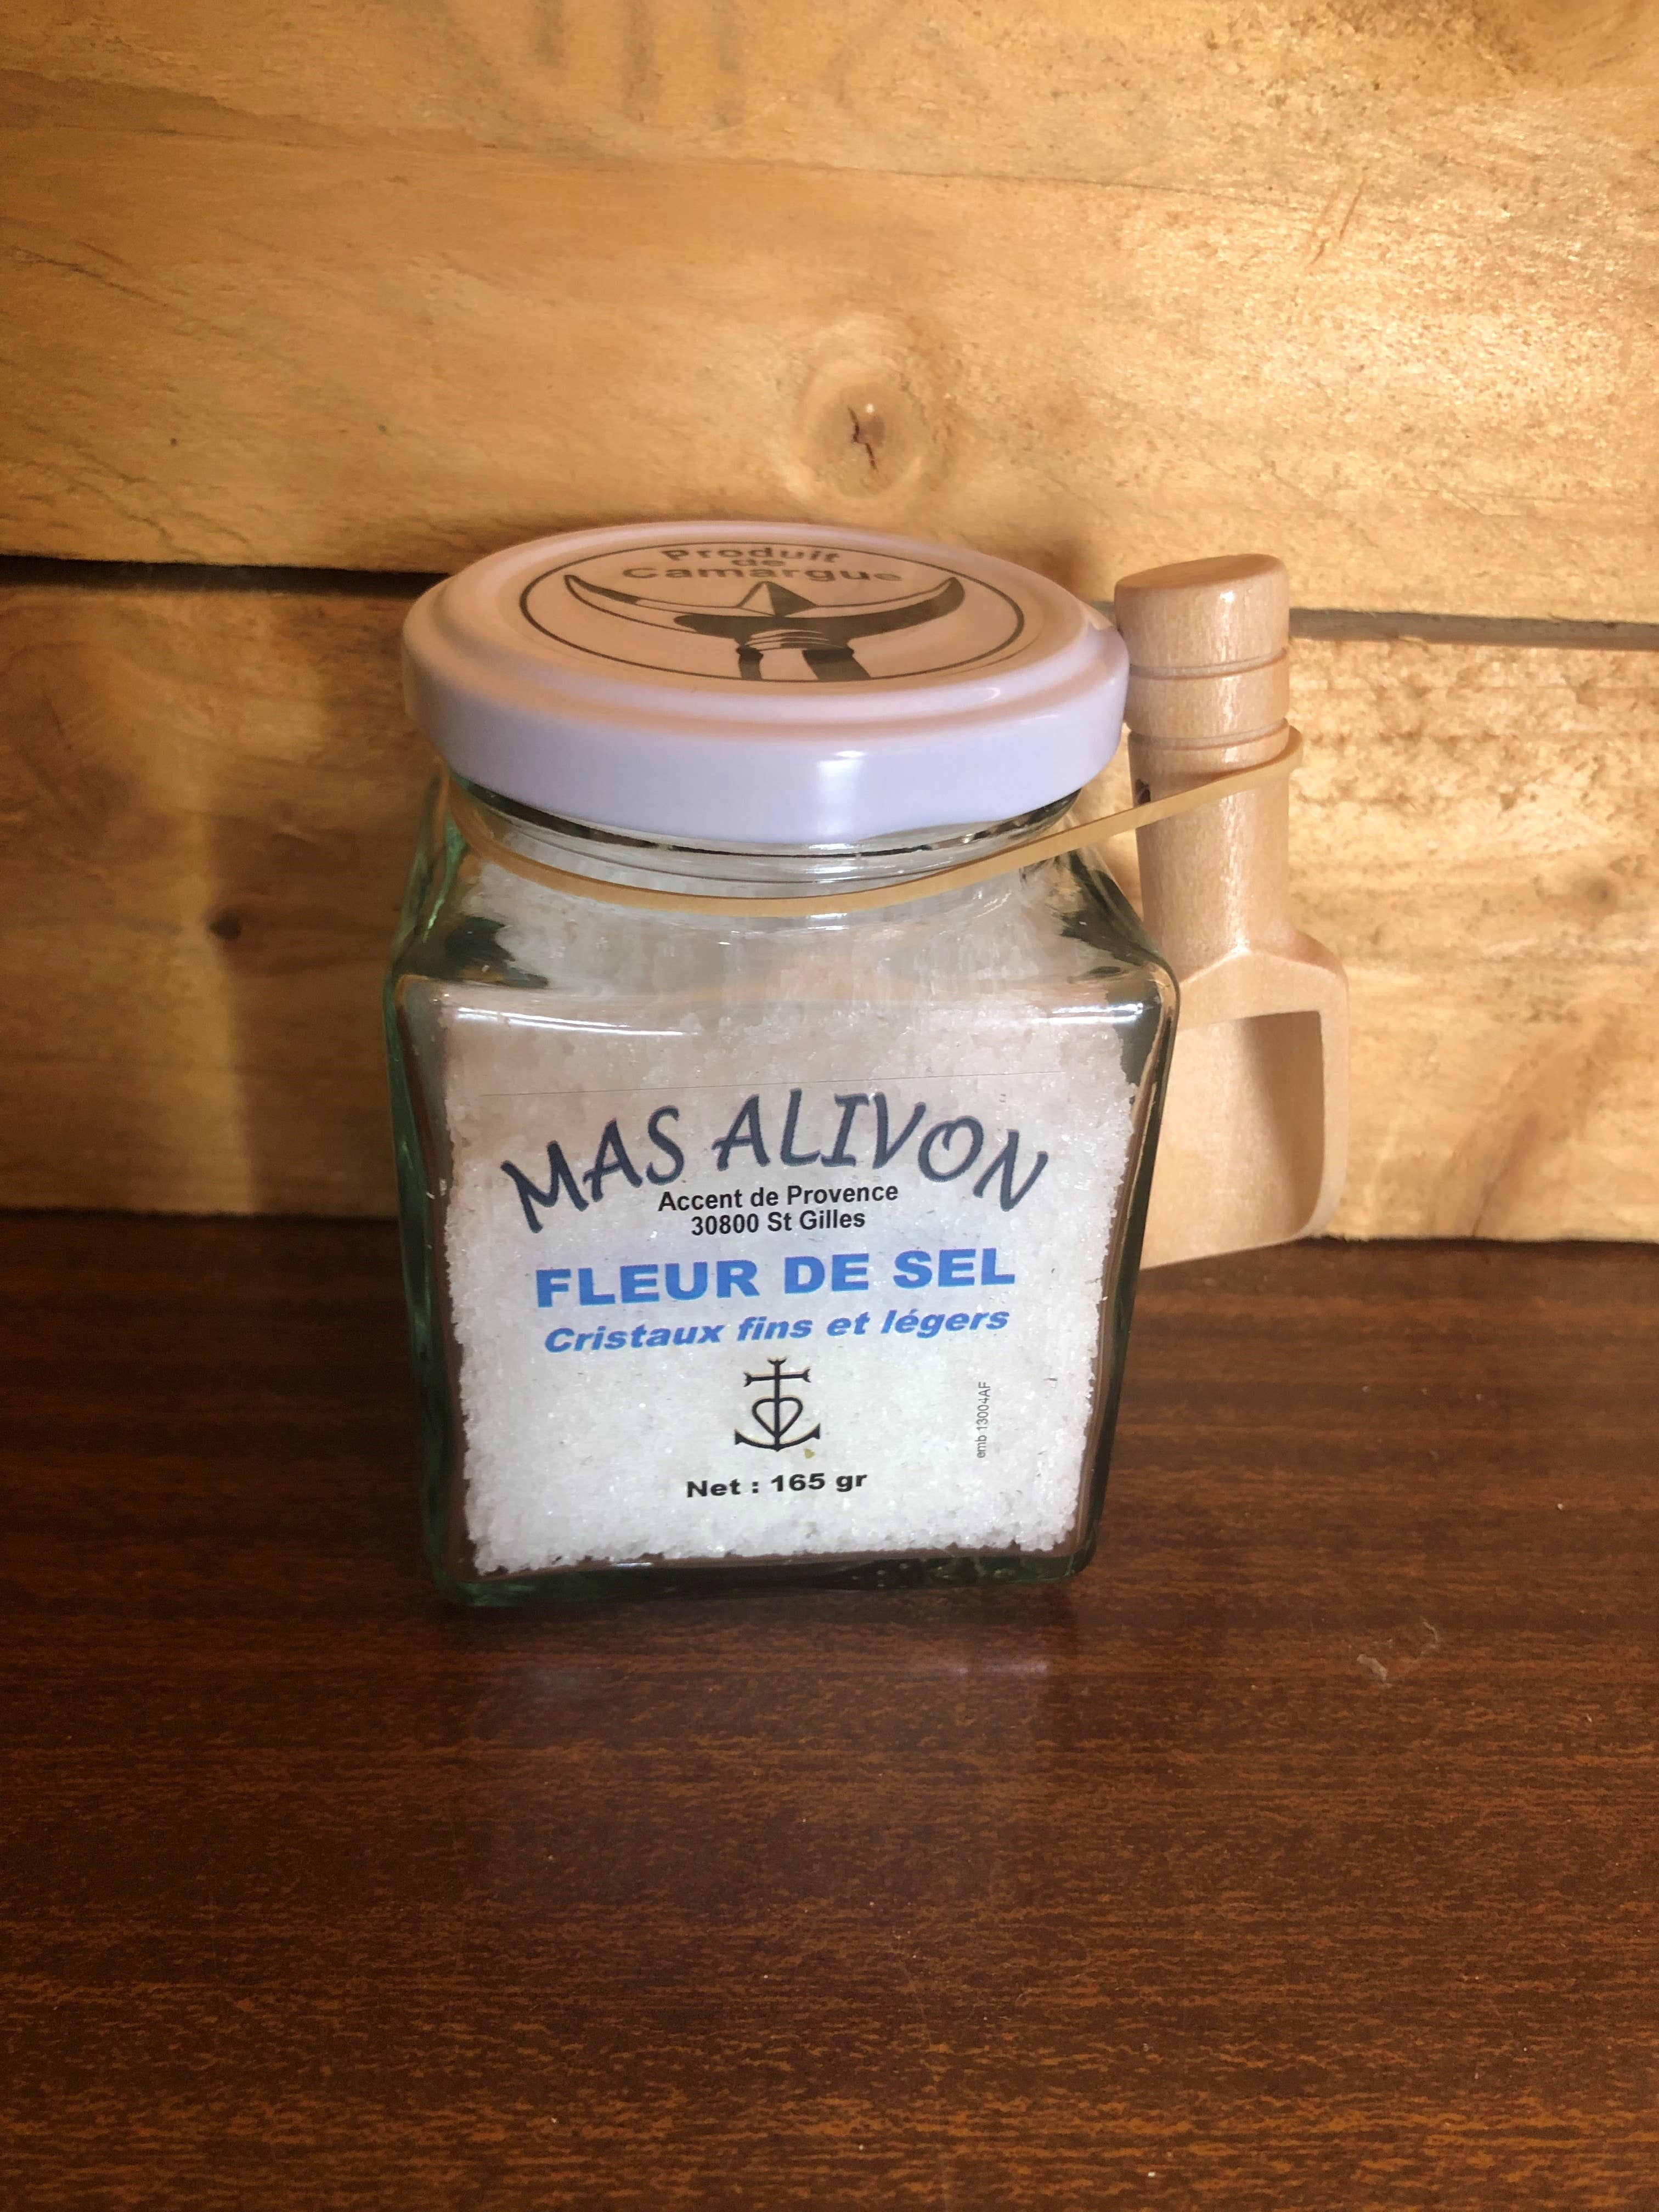 Produit
de
Camargue
MAS ALIVON
Accent de Provence
30800 St Gilles
FLEUR DE SEL
Cristaux fins et légers
emb 13004AF
Net : 165 gr